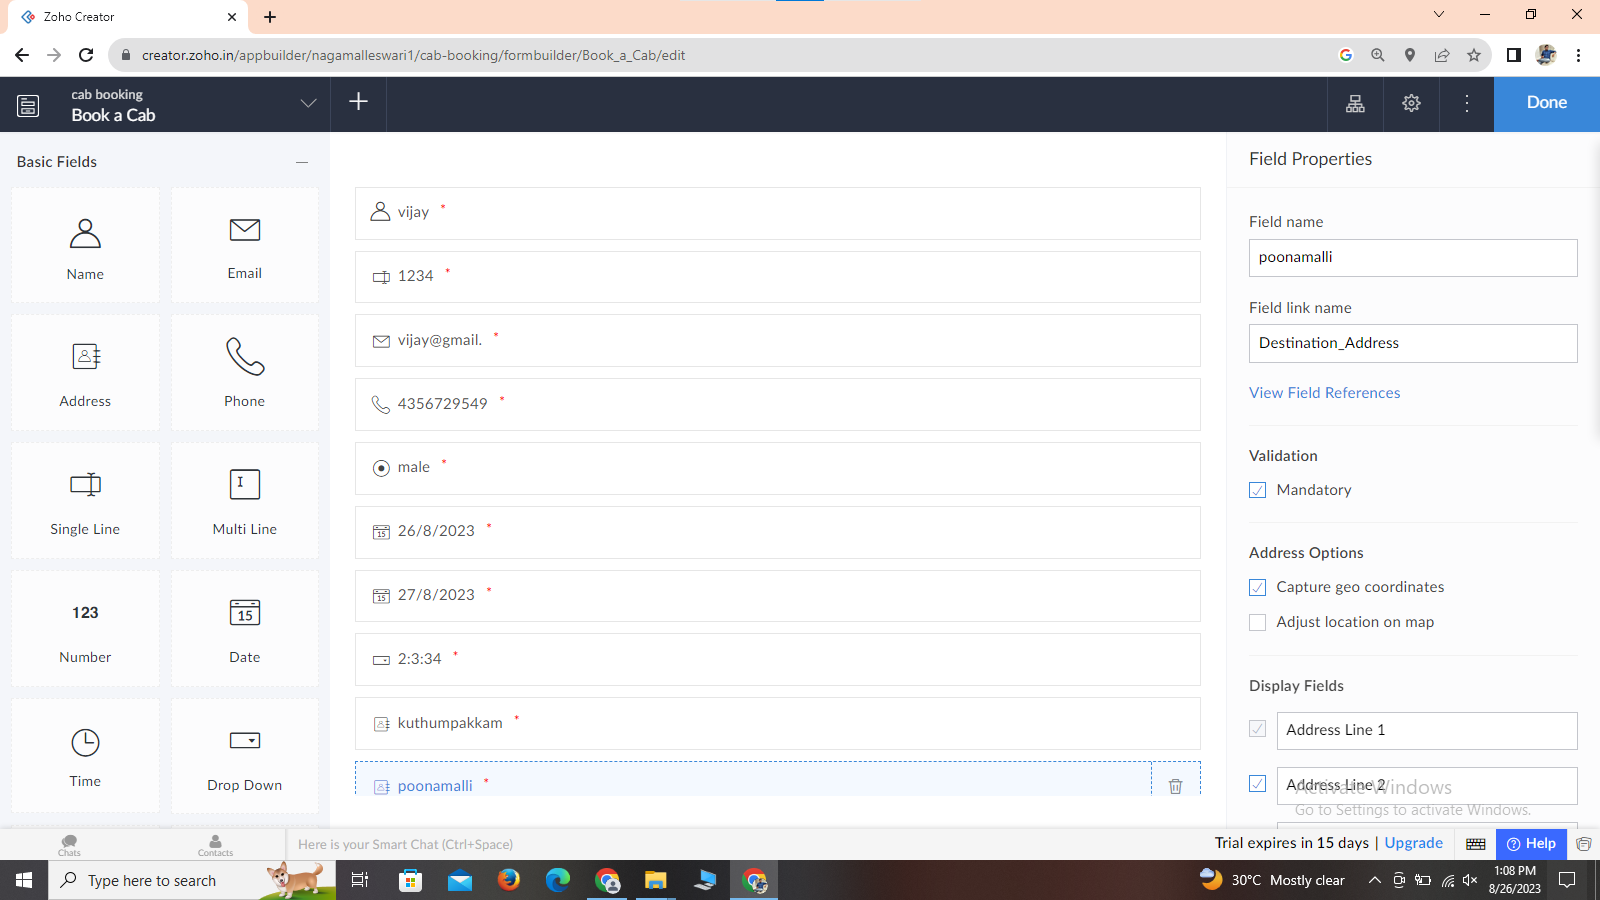 Zoho Creator
creator.zoho.in/appbuilder/nagamalleswari1/cab-booking/formbuilder/Book_a_Cab/edit
cab booking
Book a Cab
Done
Basic Fields
Name
Email
Address
Phone
Single Line
Multi Line
123
Number
15
Date
Time
Drop Down
vijay *
1234 *
vijay@gmail. *
4356729549 *
male *
15 26/8/2023 *
15 27/8/2023 *
2:3:34 *
kuthumpakkam *
poonamalli *
Field Properties
Field name
poonamalli
Field link name
Destination_Address
View Field References
Validation
Mandatory
Address Options
Capture geo coordinates
Adjust location on map
Display Fields
Address Line 1
Address Line 2
Activate Windows
Go to Settings to activate Windows.
Chats
Contacts
Here is your Smart Chat (Ctrl+Space)
Trial expires in 15 days | Upgrade
Help
Type here to search
30°C Mostly clear
1:08 PM
8/26/2023